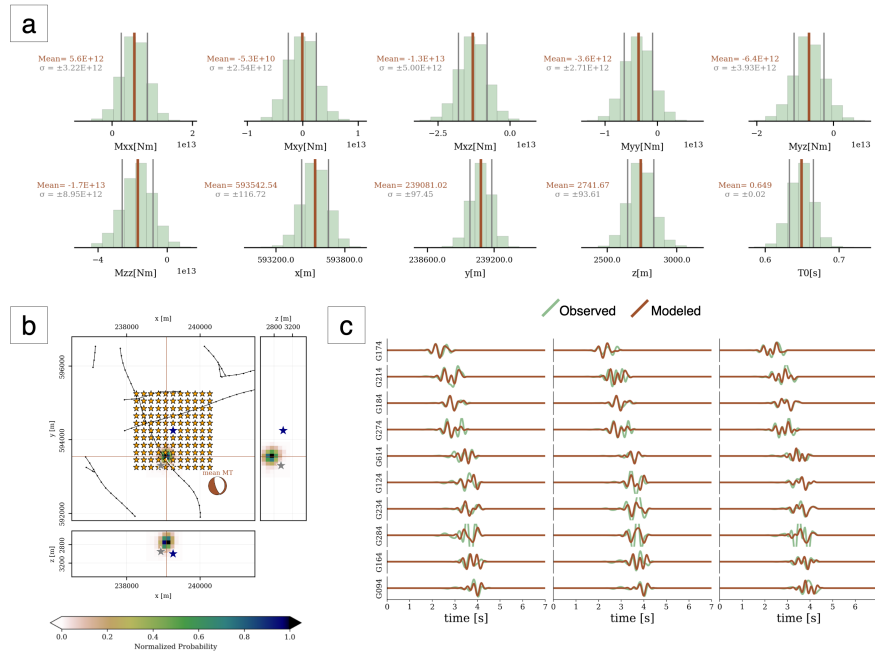 a
Mean= 5.6E+12
σ = ±3.22E+12
0
2
Mxx[Nm]
1e13
Mean= -5.3E+10
σ = ±2.54E+12
−1
0
1
Mxy[Nm]
1e13
Mean= -1.3E+13
σ = ±5.00E+12
−2.5
0.0
Mxz[Nm]
1e13
Mean= -3.6E+12
σ = ±2.71E+12
−1
0
Myy[Nm]
1e13
Mean= -6.4E+12
σ = ±3.93E+12
−2
0
Myz[Nm]
1e13
Mean= -1.7E+13
σ = ±8.95E+12
−4
0
Mzz[Nm]
1e13
Mean= 593542.54
σ = ±116.72
593200.0
593800.0
x[m]
Mean= 239081.02
σ = ±97.45
238600.0
239200.0
y[m]
Mean= 2741.67
σ = ±93.61
2500.0
3000.0
z[m]
Mean= 0.649
σ = ±0.02
0.6
0.7
T0[s]
b
x [m]
238000
240000
z [m]
2800 3200
y [m]
596000
594000
592000
mean MT
z [m]
2800
3200
238000
240000
x [m]
0.0
0.2
0.4
0.6
0.8
1.0
Normalized Probability
c
Observed
Modeled
G174
G214
G184
G274
G614
G124
G234
G284
G164
G094
0 1 2 3 4 5 6 7
time [s]
0 1 2 3 4 5 6 7
time [s]
0 1 2 3 4 5 6
time [s]